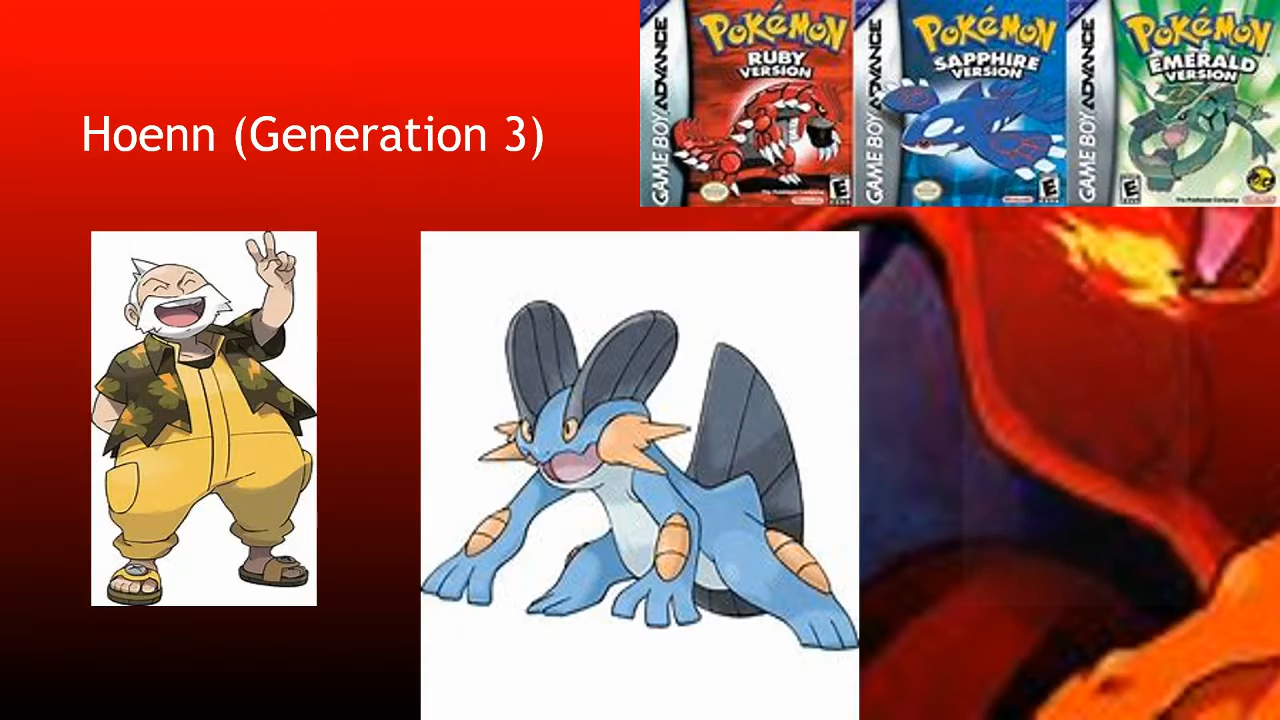 Hoenn (Generation 3)
GAME BOY ADVANCE
POKéMON
RUBY
VERSION
E
GAME BOY ADVANCE
POKéMON
SAPPHIRE
VERSION
E
GAME BOY ADVANCE
POKéMON
EMERALD
VERSION
E